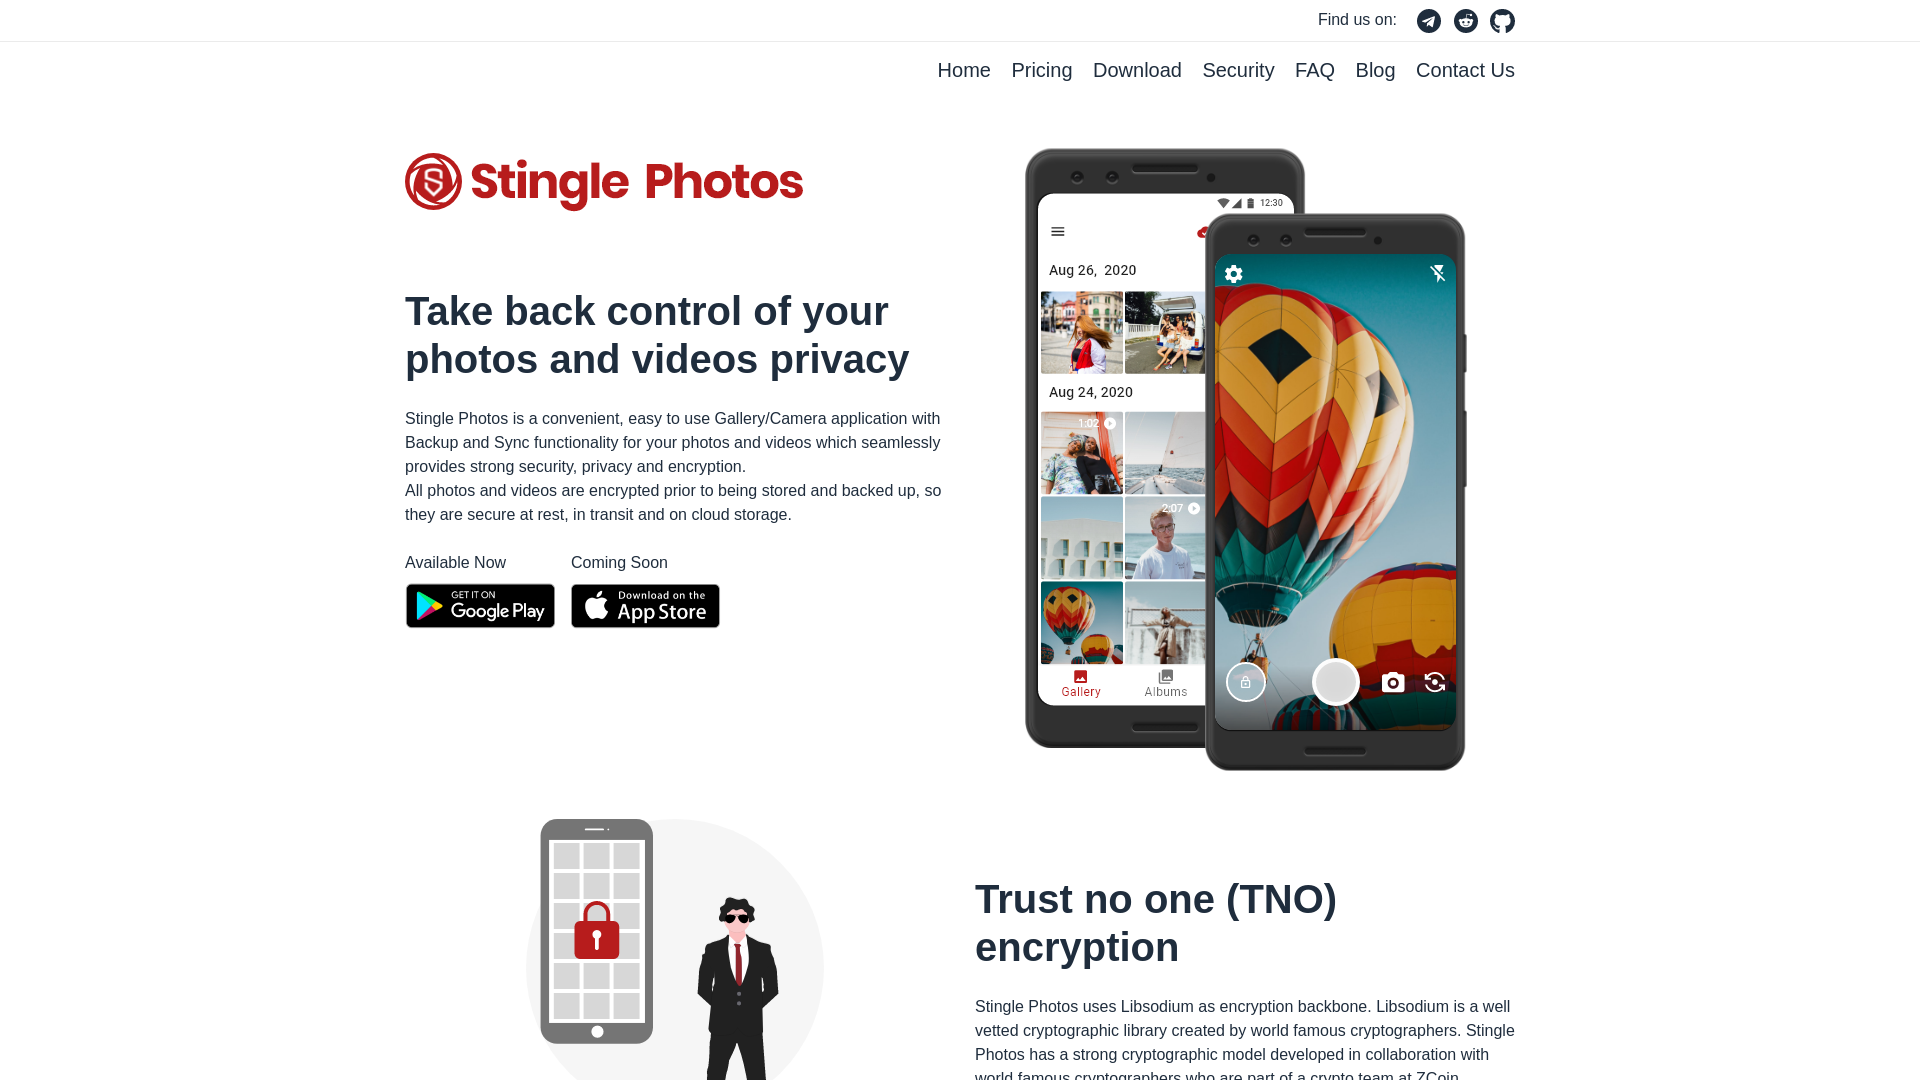 Find us on:
Home Pricing Download Security FAQ Blog Contact Us
Stingle Photos
Take back control of your
photos and videos privacy
Stingle Photos is a convenient, easy to use Gallery/Camera application with
Backup and Sync functionality for your photos and videos which seamlessly
provides strong security, privacy and encryption.
All photos and videos are encrypted prior to being stored and backed up, so
they are secure at rest, in transit and on cloud storage.
Available Now
Coming Soon
GET IT ON
Google Play
Download on the
App Store
12:30
Aug 26, 2020
Aug 24, 2020
1:02
2:07
Gallery
Albums
Trust no one (TNO)
encryption
Stingle Photos uses Libsodium as encryption backbone. Libsodium is a well
vetted cryptographic library created by world famous cryptographers. Stingle
Photos has a strong cryptographic model developed in collaboration with
world famous cryptographers who are part of a crypto team at ZCoin.